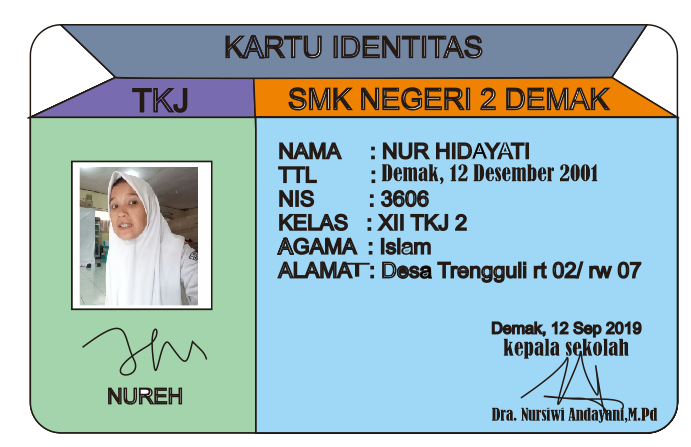 KARTU IDENTITAS
TKJ
SMK NEGERI 2 DEMAK
NAMA : NUR HIDAYATI
TTL : Demak, 12 Desember 2001
NIS : 3606
KELAS : XII TKJ 2
AGAMA : Islam
ALAMAT : Desa Trengguli rt 02/ rw 07
NUREH
Demak, 12 Sep 2019
kepala sekolah
Dra. Nursiwi Andayani,M.Pd